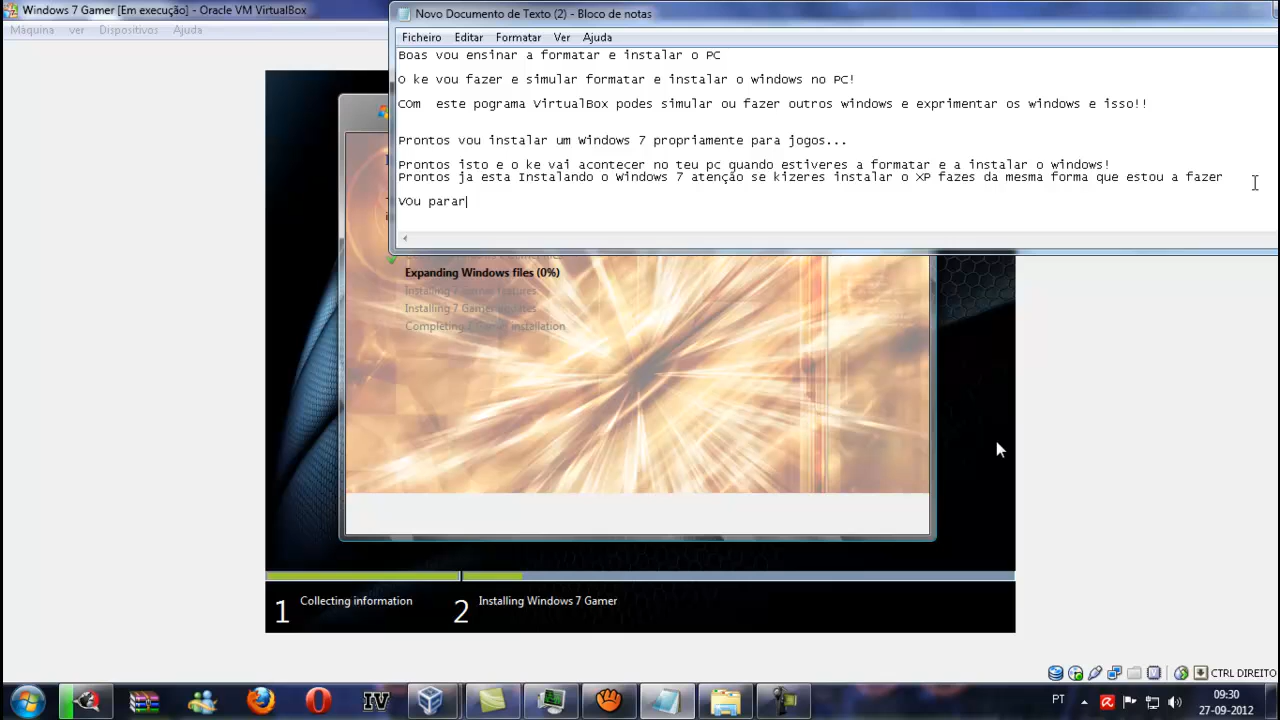 Windows 7 Gamer [Em execução] - Oracle VM VirtualBox
Máquina Ver Dispositivos Ajuda
Novo Documento de Texto (2) - Bloco de notas
Ficheiro Editar Formatar Ver Ajuda
Boas vou ensinar a formatar e instalar o PC
O ke vou fazer e simular formatar e instalar o windows no PC!
Com este pograma VirtualBox podes simular ou fazer outros windows e exprimentar os windows e isso!!
Prontos vou instalar um Windows 7 propriamente para jogos...
Prontos isto e o ke vai acontecer no teu pc quando estiveres a formatar e a instalar o windows!
Prontos ja esta Instalando o Windows 7 atenção se kizeres instalar o XP fazes da mesma forma que estou a fazer
Vou parar
Expanding Windows files (0%)
Installing 7 Gamer features
Installing 7 Gamer updates
Completing 7 Gamer installation
1 Collecting information
2 Installing Windows 7 Gamer
CTRL DIREITO
IV
PT
09:30
27-09-2012